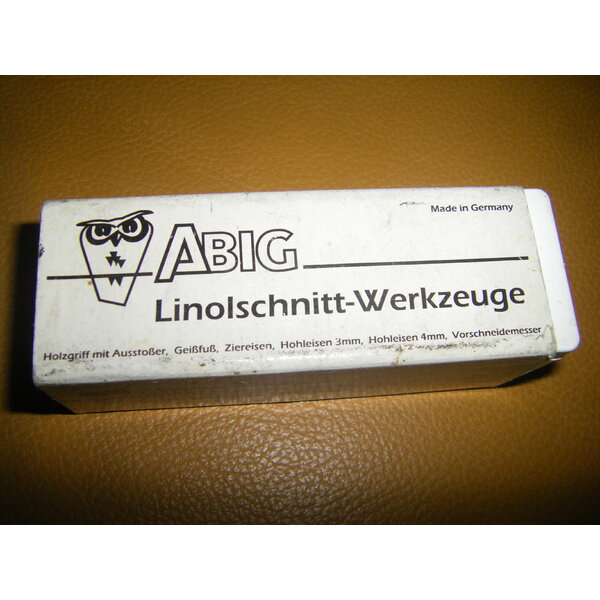 Made in Germany
ABIG
Linolschnitt-Werkzeuge
Holzgriff mit Ausstoßer, Geißfuß, Ziereisen, Hohleisen 3mm, Hohleisen 4mm, Vorschneidemesser